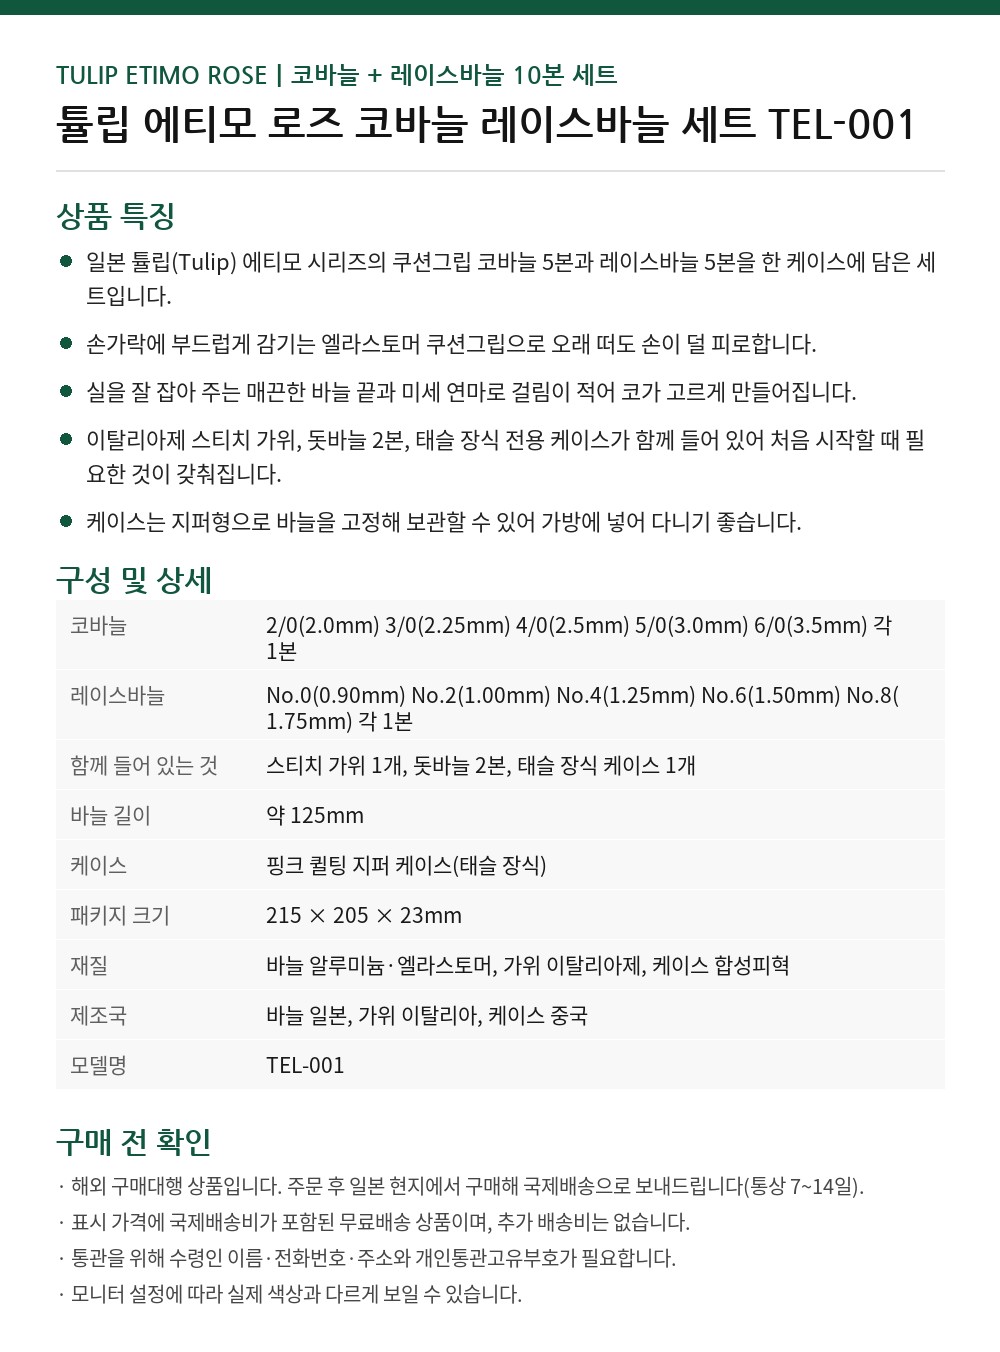 TULIP ETIMO ROSE | 코바늘 + 레이스바늘 10본 세트
튤립 에티모 로즈 코바늘 레이스바늘 세트 TEL-001
상품 특징
● 일본 튤립(Tulip) 에티모 시리즈의 쿠션그립 코바늘 5본과 레이스바늘 5본을 한 케이스에 담은 세
트입니다.
● 손가락에 부드럽게 감기는 엘라스토머 쿠션그립으로 오래 떠도 손이 덜 피로합니다.
● 실을 잘 잡아 주는 매끈한 바늘 끝과 미세 연마로 걸림이 적어 코가 고르게 만들어집니다.
● 이탈리아제 스티치 가위, 돗바늘 2본, 태슬 장식 전용 케이스가 함께 들어 있어 처음 시작할 때 필
요한 것이 갖춰집니다.
● 케이스는 지퍼형으로 바늘을 고정해 보관할 수 있어 가방에 넣어 다니기 좋습니다.
구성 및 상세
코바늘 2/0(2.0mm) 3/0(2.25mm) 4/0(2.5mm) 5/0(3.0mm) 6/0(3.5mm) 각
1본
레이스바늘 No.0(0.90mm) No.2(1.00mm) No.4(1.25mm) No.6(1.50mm) No.8(
1.75mm) 각 1본
함께 들어 있는 것 스티치 가위 1개, 돗바늘 2본, 태슬 장식 케이스 1개
바늘 길이 약 125mm
케이스 핑크 퀼팅 지퍼 케이스(태슬 장식)
패키지 크기 215 × 205 × 23mm
재질 바늘 알루미늄·엘라스토머, 가위 이탈리아제, 케이스 합성피혁
제조국 바늘 일본, 가위 이탈리아, 케이스 중국
모델명 TEL-001
구매 전 확인
· 해외 구매대행 상품입니다. 주문 후 일본 현지에서 구매해 국제배송으로 보내드립니다(통상 7~14일).
· 표시 가격에 국제배송비가 포함된 무료배송 상품이며, 추가 배송비는 없습니다.
· 통관을 위해 수령인 이름·전화번호·주소와 개인통관고유부호가 필요합니다.
· 모니터 설정에 따라 실제 색상과 다르게 보일 수 있습니다.